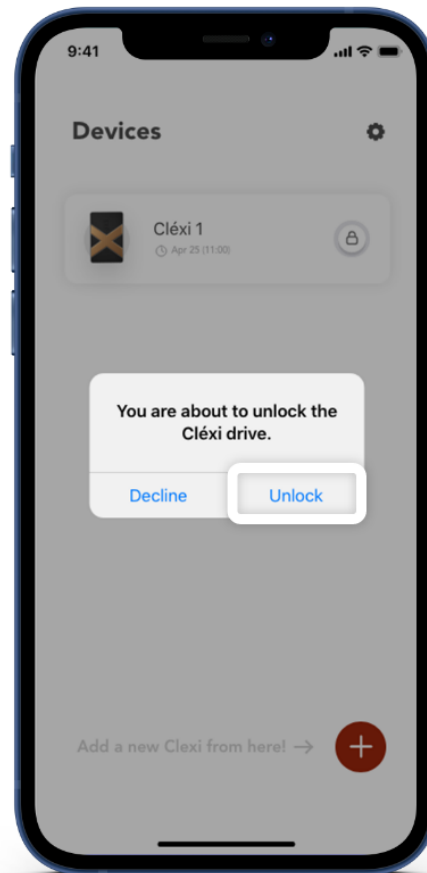 9:41
Devices
Cléxi 1
Apr 25 (11:00)
You are about to unlock the
Cléxi drive.
Decline
Unlock
Add a new Clexi from here! →